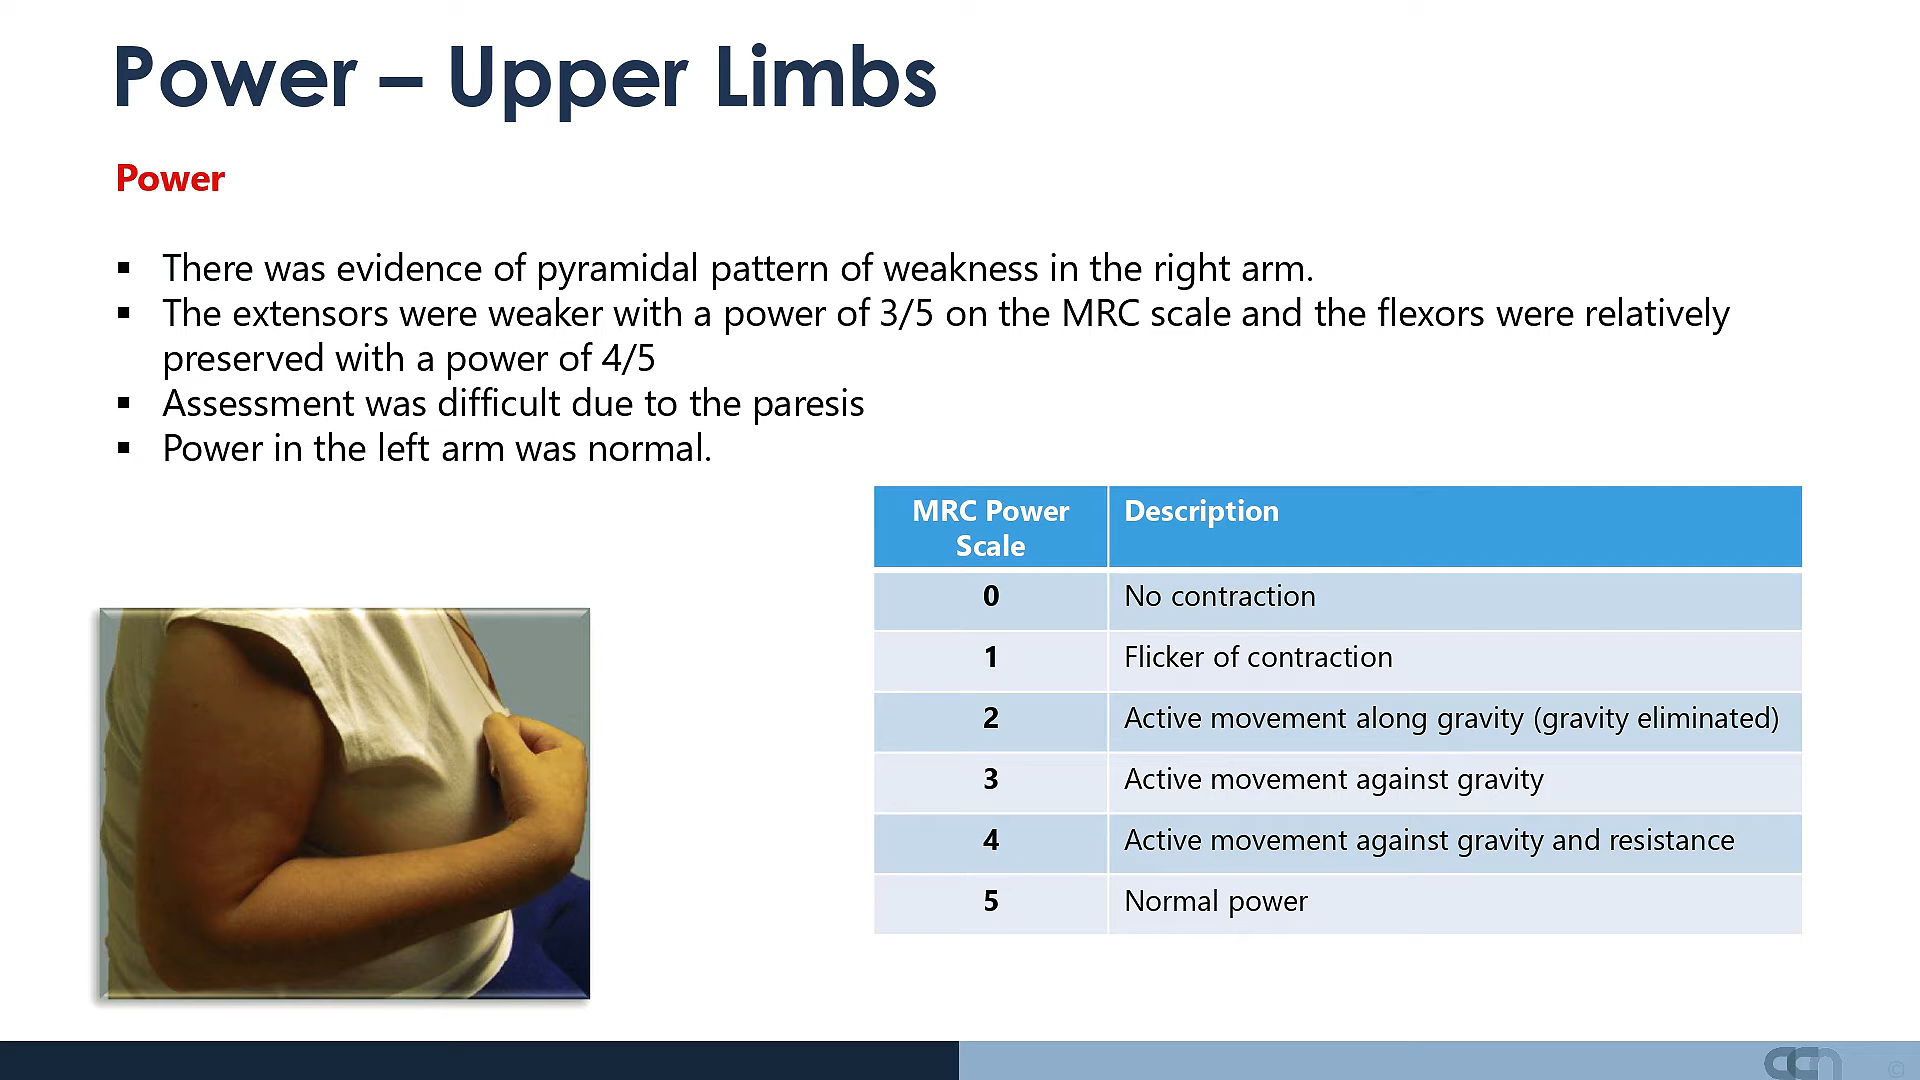 Power – Upper Limbs
Power
▪ There was evidence of pyramidal pattern of weakness in the right arm.
▪ The extensors were weaker with a power of 3/5 on the MRC scale and the flexors were relatively
preserved with a power of 4/5
▪ Assessment was difficult due to the paresis
▪ Power in the left arm was normal.
MRC Power Description
Scale
0 No contraction
1 Flicker of contraction
2 Active movement along gravity (gravity eliminated)
3 Active movement against gravity
4 Active movement against gravity and resistance
5 Normal power
ccn ©